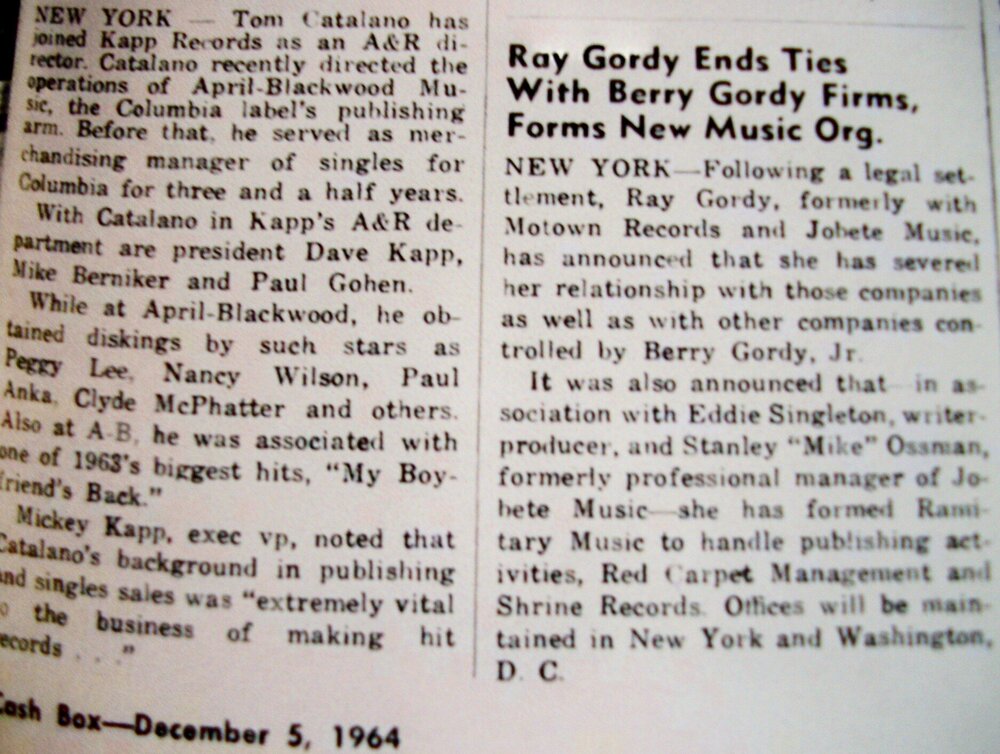 NEW YORK — Tom Catalano has
joined Kapp Records as an A&R di-
rector. Catalano recently directed the
operations of April-Blackwood Mu-
sic, the Columbia label's publishing
arm. Before that, he served as mer-
chandising manager of singles for
Columbia for three and a half years.
With Catalano in Kapp's A&R de-
partment are president Dave Kapp,
Mike Berniker and Paul Gohen.
While at April-Blackwood, he ob-
tained diskings by such stars as
Peggy Lee, Nancy Wilson, Paul
Anka, Clyde McPhatter and others.
Also at A-B, he was associated with
one of 1963's biggest hits, "My Boy-
friend's Back."
Mickey Kapp, exec vp, noted that
Catalano's background in publishing
and singles sales was "extremely vital
to the business of making hit
records . . ."
Cash Box—December 5, 1964
Ray Gordy Ends Ties
With Berry Gordy Firms,
Forms New Music Org.
NEW YORK—Following a legal set-
tlement, Ray Gordy, formerly with
Motown Records and Jobete Music,
has announced that she has severed
her relationship with those companies
as well as with other companies con-
trolled by Berry Gordy, Jr.
It was also announced that—in as-
sociation with Eddie Singleton, writer-
producer, and Stanley "Mike" Ossman,
formerly professional manager of Jo-
bete Music—she has formed Rami-
tary Music to handle publishing act-
ivities, Red Carpet Management and
Shrine Records. Offices will be main-
tained in New York and Washington,
D. C.